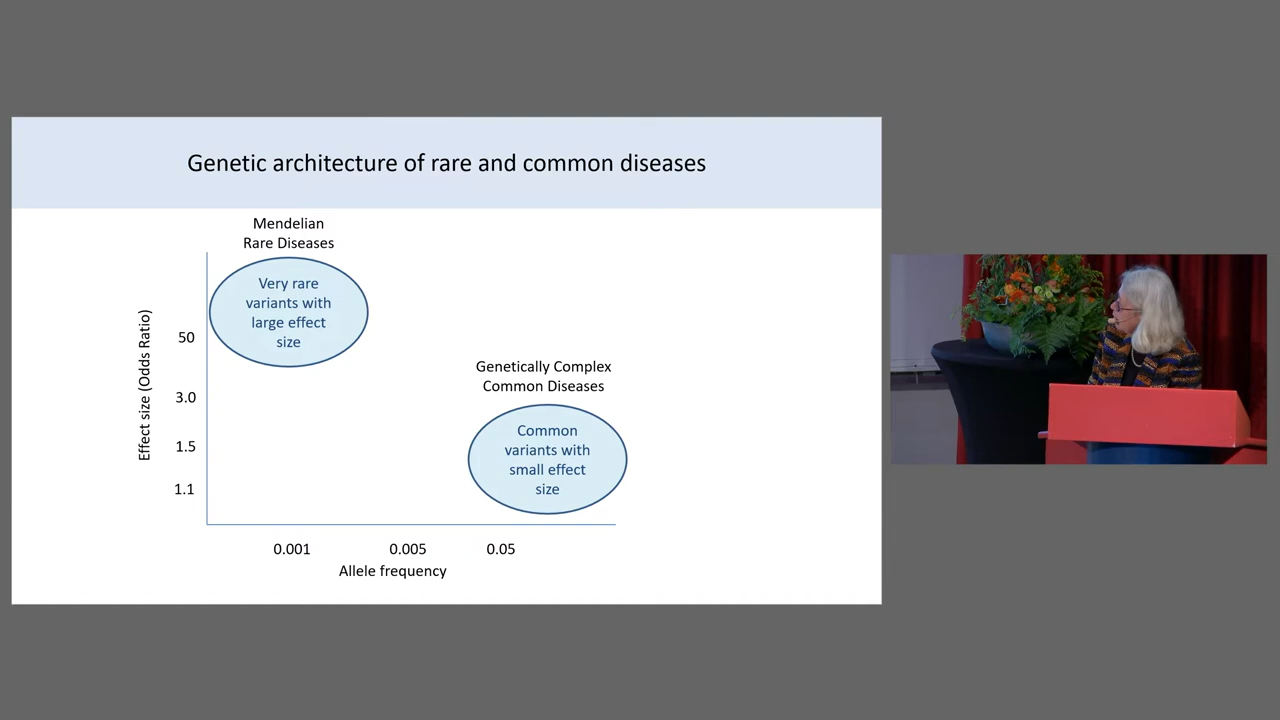 Genetic architecture of rare and common diseases
Mendelian
Rare Diseases
Very rare
variants with
large effect
size
Genetically Complex
Common Diseases
Common
variants with
small effect
size
Effect size (Odds Ratio)
50
3.0
1.5
1.1
0.001
0.005
0.05
Allele frequency